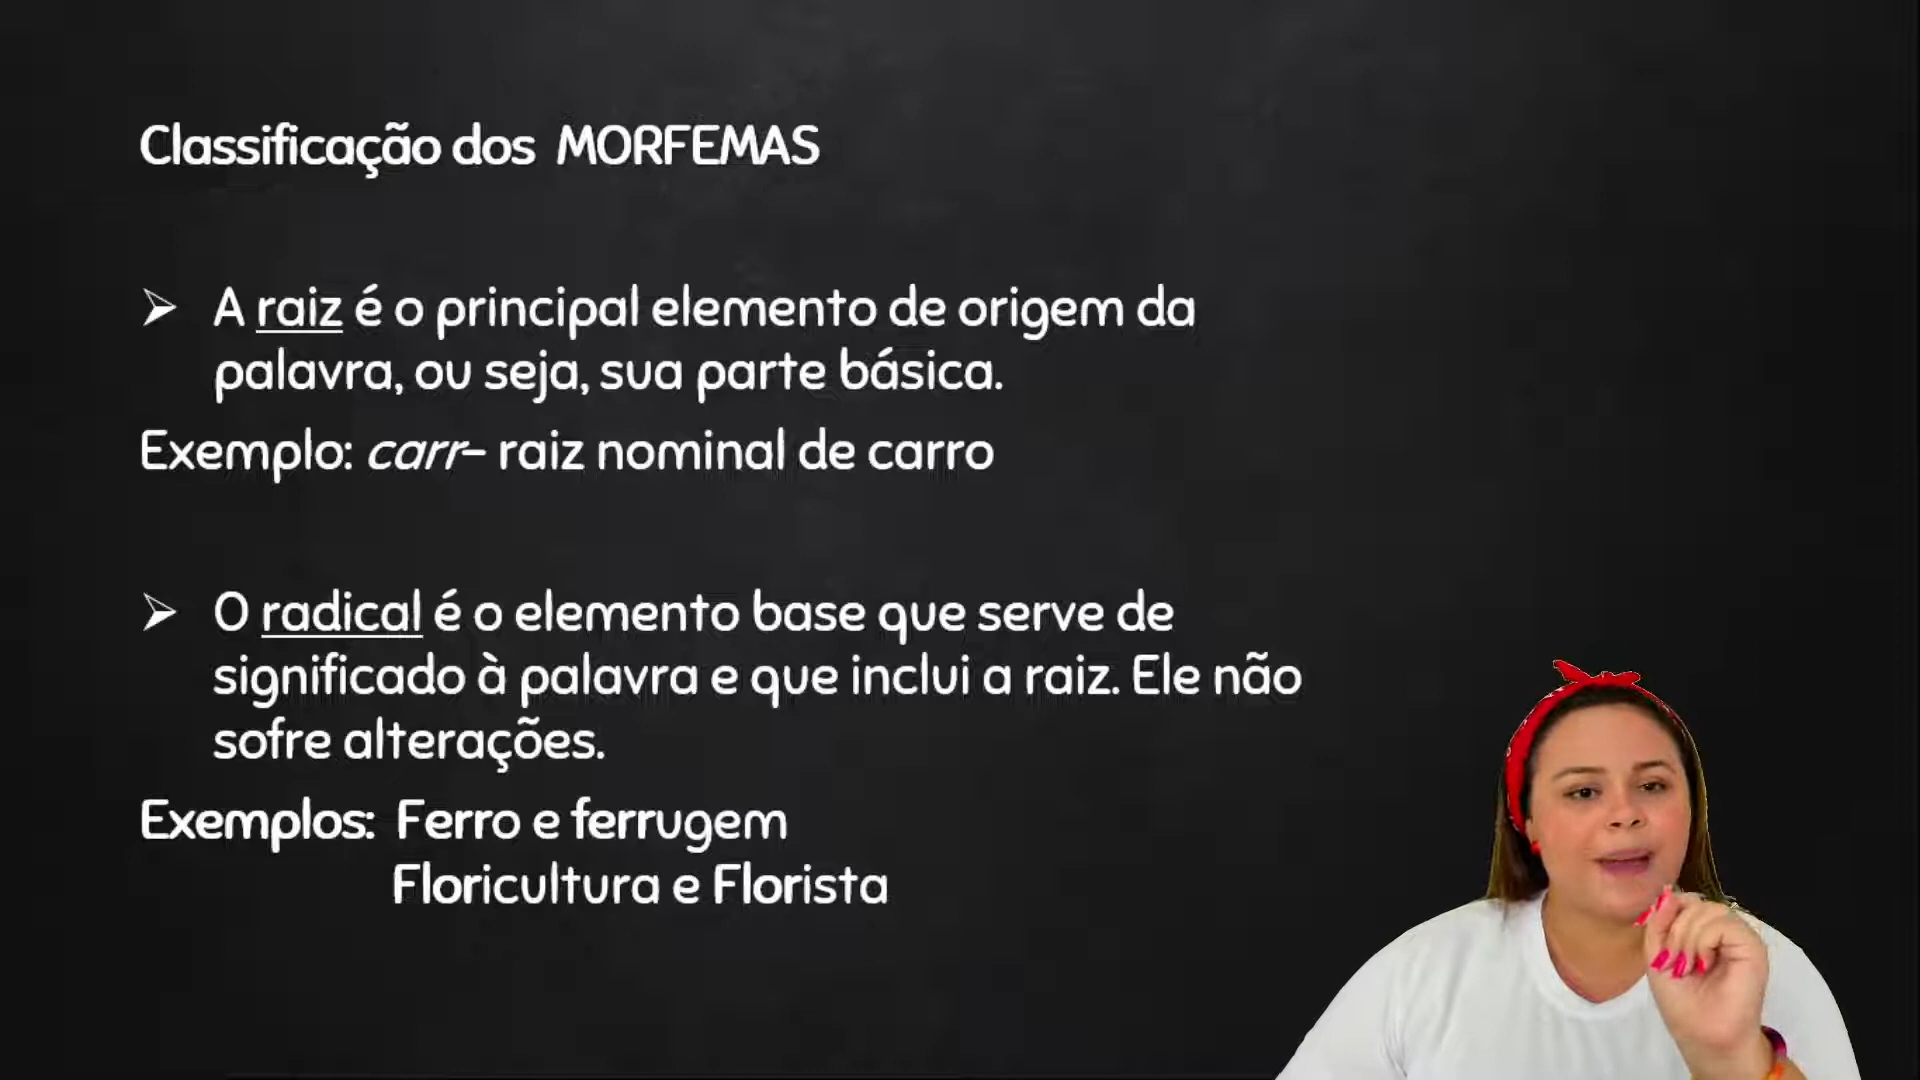 Classificação dos MORFEMAS
➢ A raiz é o principal elemento de origem da
palavra, ou seja, sua parte básica.
Exemplo: carr– raiz nominal de carro
➢ O radical é o elemento base que serve de
significado à palavra e que inclui a raiz. Ele não
sofre alterações.
Exemplos: Ferro e ferrugem
Floricultura e Florista